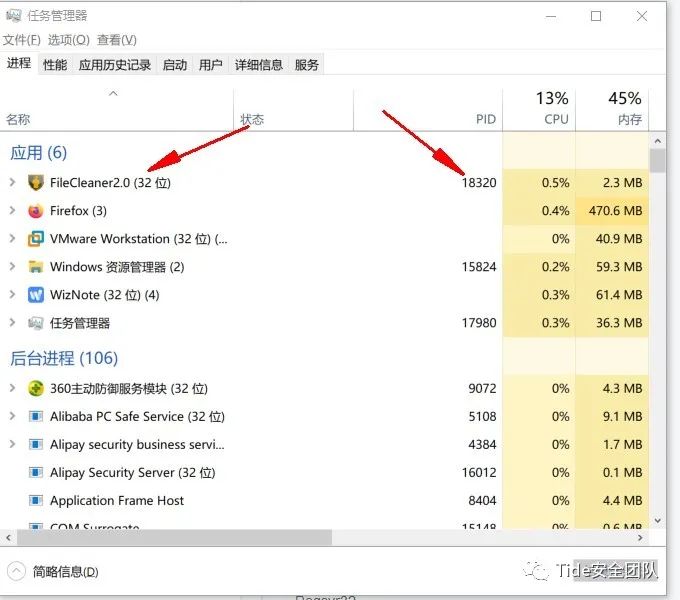 任务管理器
文件(F) 选项(O) 查看(V)
进程 性能 应用历史记录 启动 用户 详细信息 服务
13% 45%
名称 状态 PID CPU 内存
应用 (6)
FileCleaner2.0 (32 位) 18320 0.5% 2.3 MB
Firefox (3) 0.4% 470.6 MB
VMware Workstation (32 位) (... 0% 40.9 MB
Windows 资源管理器 (2) 15824 0.2% 59.3 MB
WizNote (32 位) (4) 0.3% 61.4 MB
任务管理器 17980 0.3% 36.3 MB
后台进程 (106)
360主动防御服务模块 (32 位) 9072 0% 4.3 MB
Alibaba PC Safe Service (32 位) 5108 0% 9.1 MB
Alipay security business servi... 4384 0% 1.7 MB
Alipay Security Server (32 位) 16012 0% 0.1 MB
Application Frame Host 8404 0% 4.4 MB
COM Surrogate 15148 0% 0.6 MB
简略信息(D)
Tide安全团队